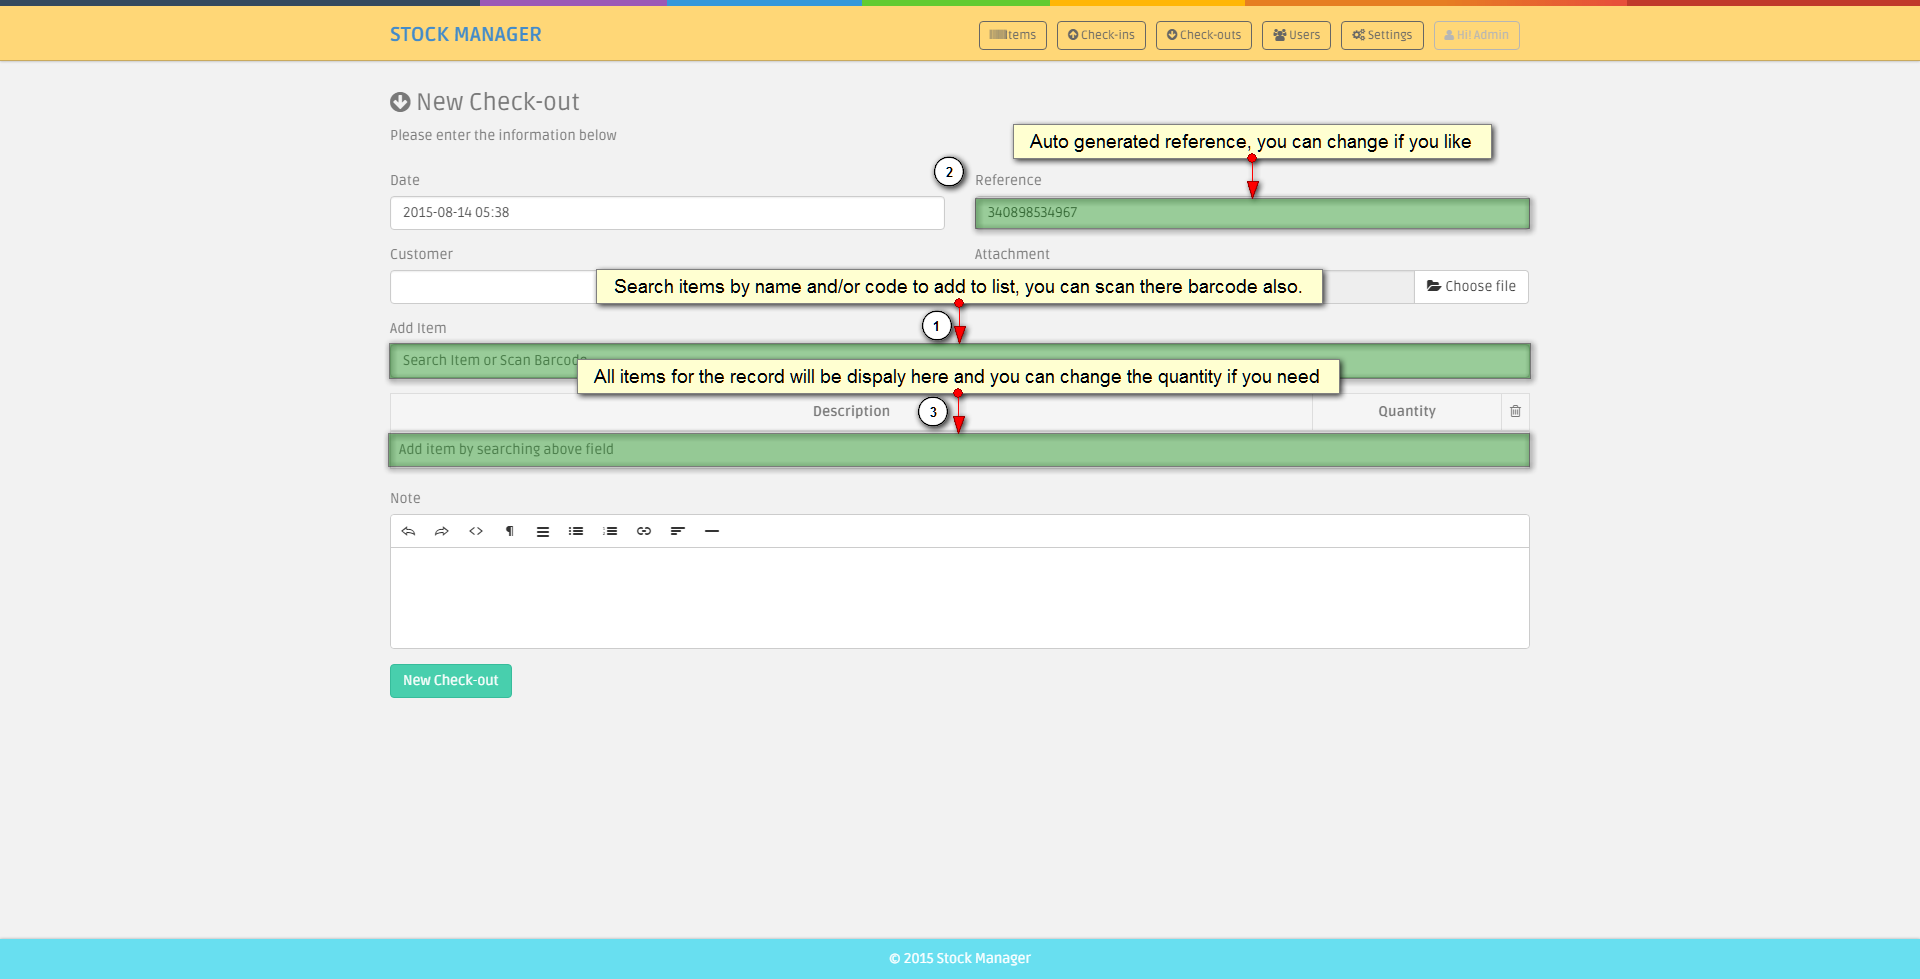 STOCK MANAGER
Items
Check-ins
Check-outs
Users
Settings
Hi! Admin
New Check-out
Please enter the information below
Auto generated reference, you can change if you like
2
Date
Reference
2015-08-14 05:38
340898534967
Customer
Attachment
Search items by name and/or code to add to list, you can scan there barcode also.
Choose file
1
Add Item
Search Item or Scan Barcode
All items for the record will be dispaly here and you can change the quantity if you need
Description
3
Quantity
Add item by searching above field
Note
New Check-out
© 2015 Stock Manager